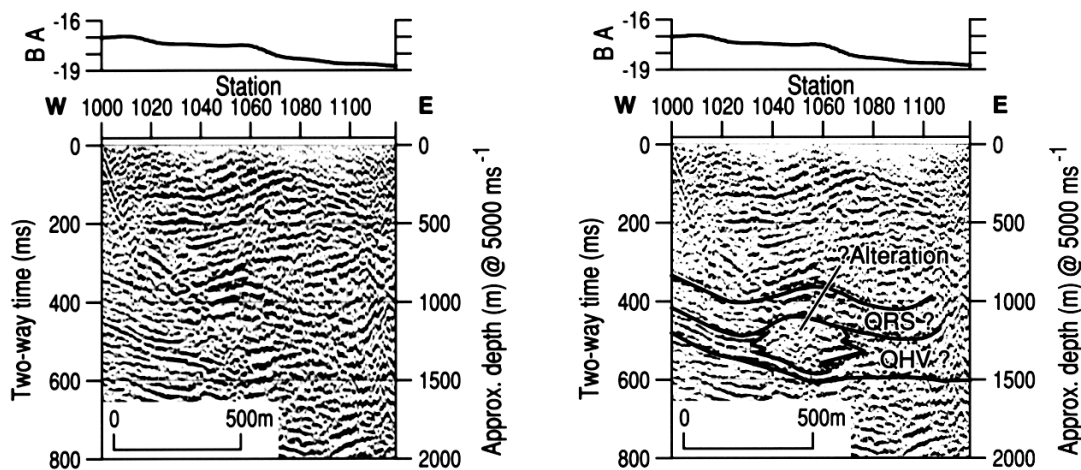 -16
B A
-19
Station
W 1000 1020 1040 1060 1080 1100 E
0 0
200 500
400 1000
600 1500
800 2000
Two-way time (ms)
Approx. depth (m) @ 5000 ms⁻¹
0 500m
-16
B A
-19
Station
W 1000 1020 1040 1060 1080 1100 E
0 0
200 500
?Alteration
400 1000
QRS ?
QHV ?
600 1500
800 2000
Two-way time (ms)
Approx. depth (m) @ 5000 ms⁻¹
0 500m